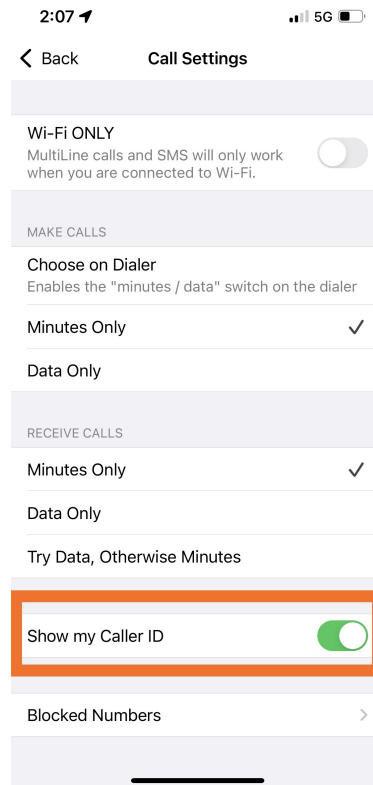 2:07 5G
Back Call Settings
Wi-Fi ONLY
MultiLine calls and SMS will only work
when you are connected to Wi-Fi.
MAKE CALLS
Choose on Dialer
Enables the "minutes / data" switch on the dialer
Minutes Only
Data Only
RECEIVE CALLS
Minutes Only
Data Only
Try Data, Otherwise Minutes
Show my Caller ID
Blocked Numbers